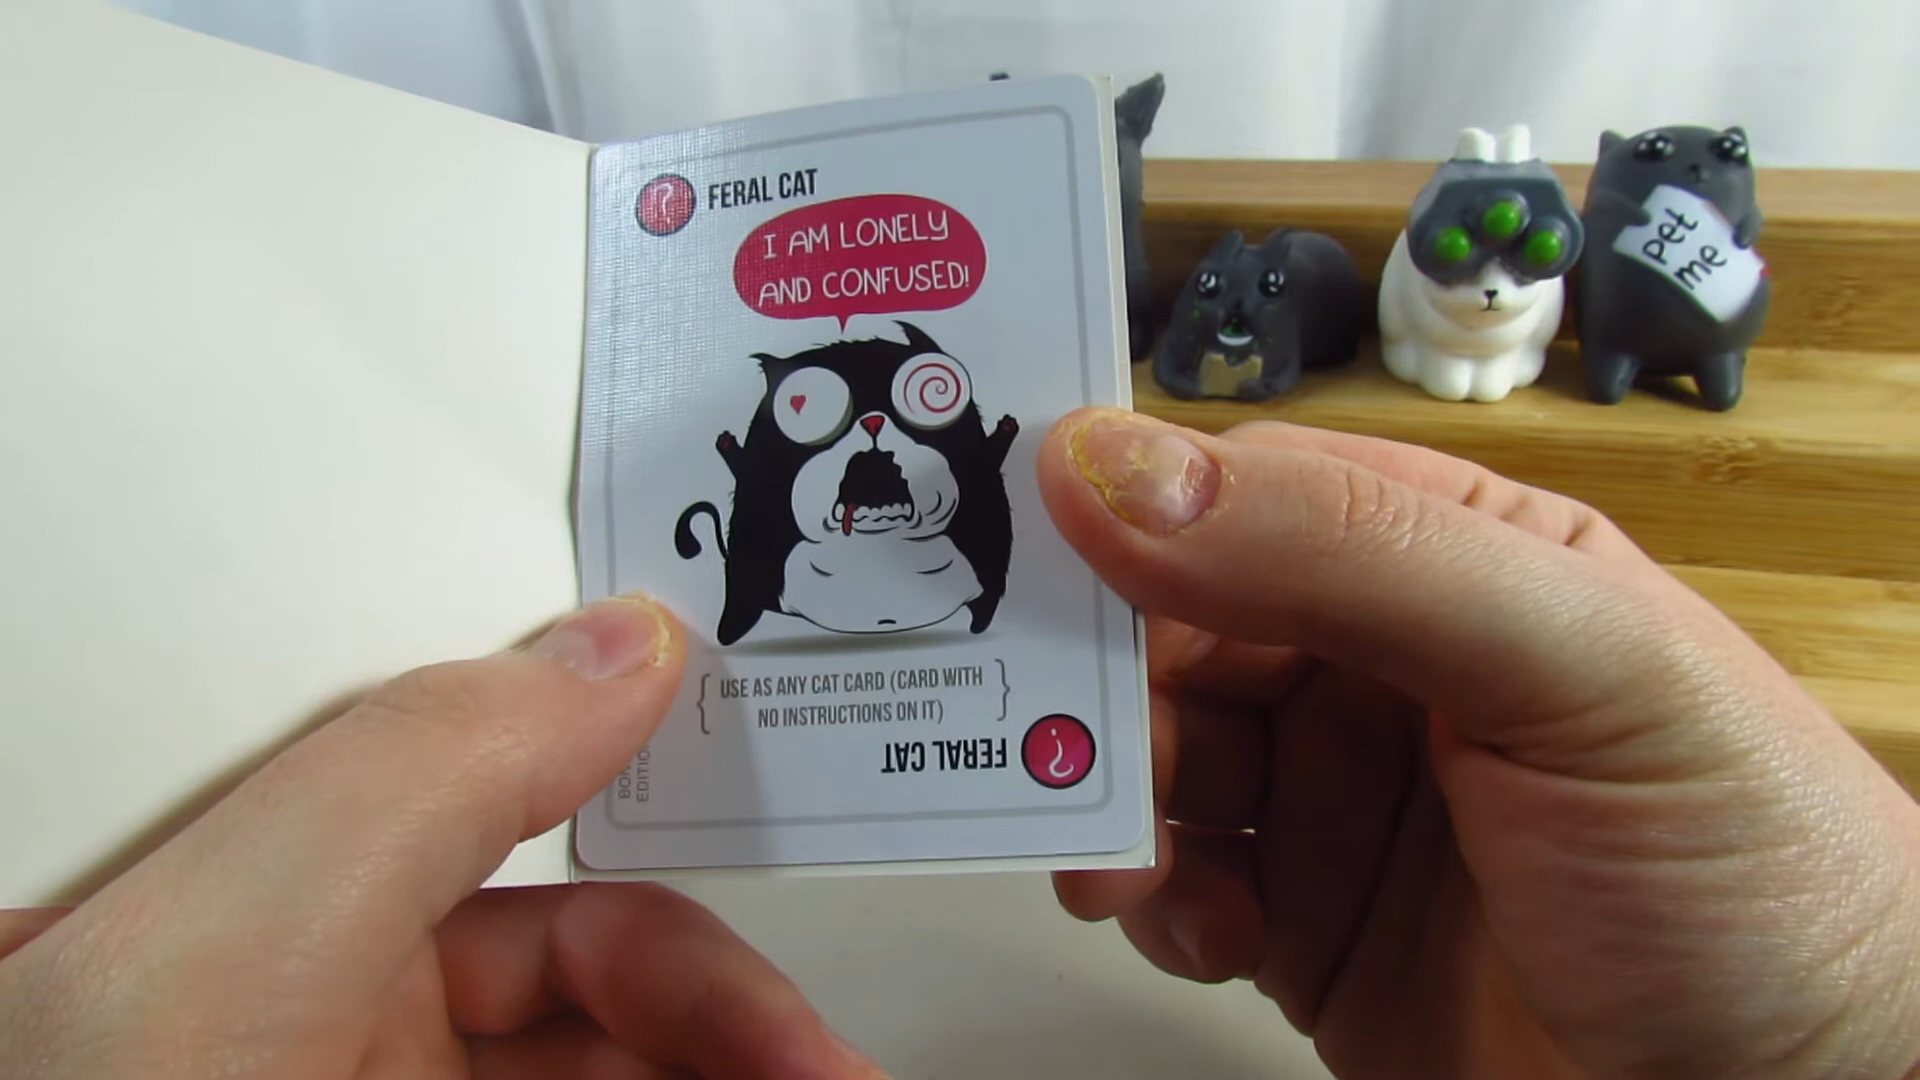 ? FERAL CAT
I AM LONELY
AND CONFUSED!
{ USE AS ANY CAT CARD (CARD WITH
NO INSTRUCTIONS ON IT) }
? FERAL CAT
EDITIO
pet
me